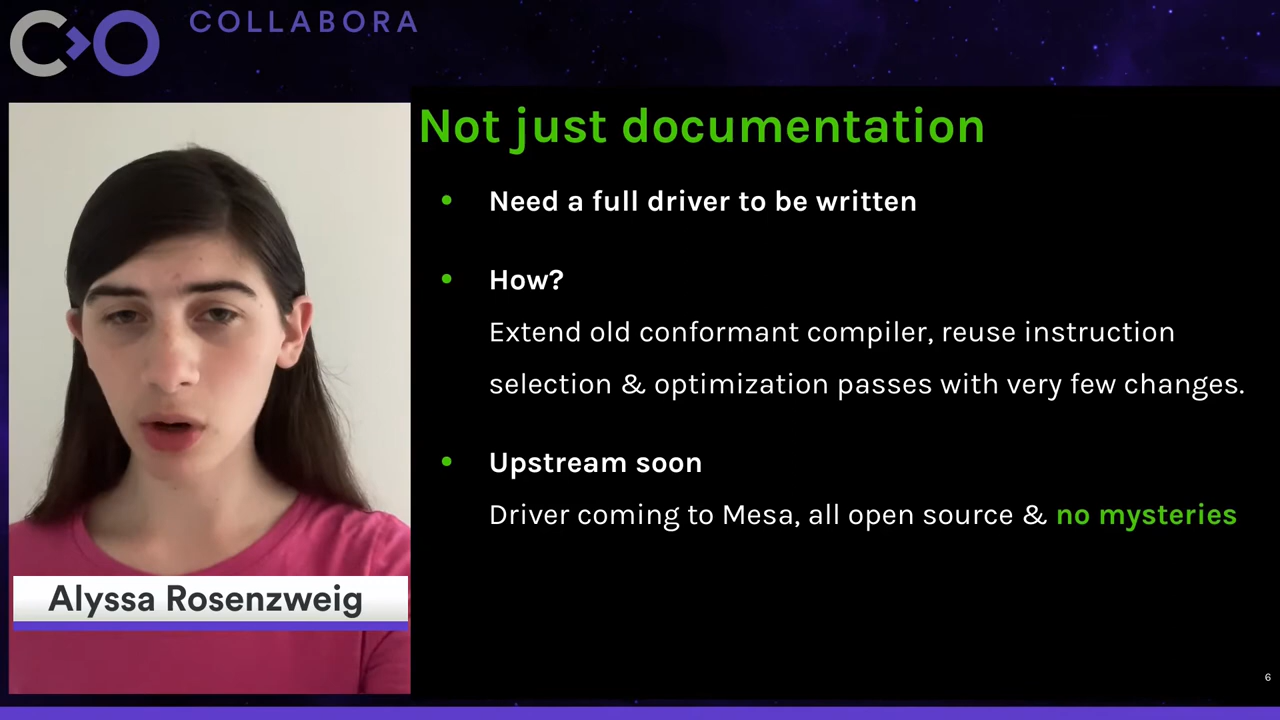 COLLABORA
Not just documentation
• Need a full driver to be written
• How?
Extend old conformant compiler, reuse instruction
selection & optimization passes with very few changes.
• Upstream soon
Driver coming to Mesa, all open source & no mysteries
Alyssa Rosenzweig
6